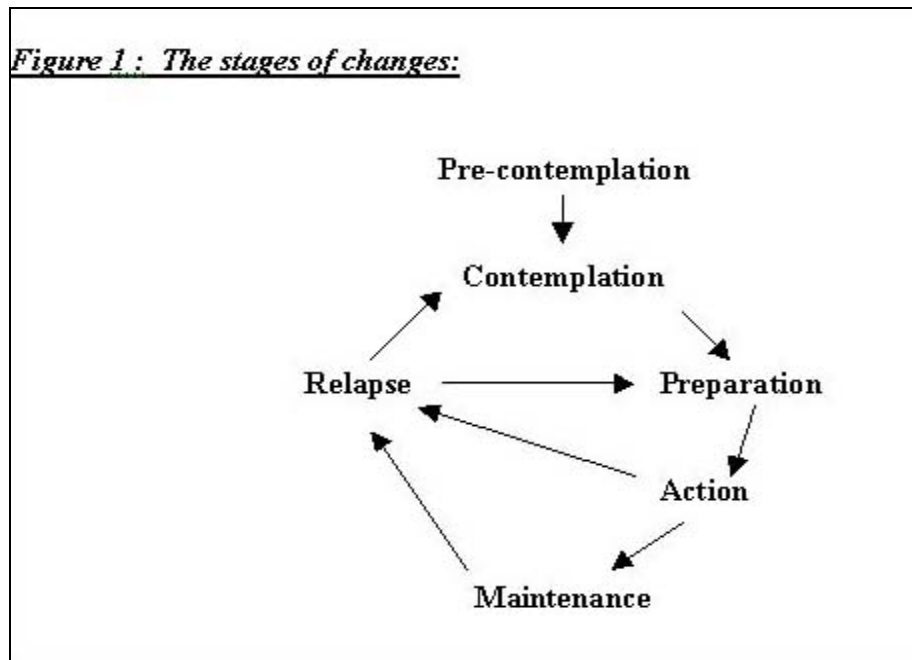 Figure 1 : The stages of changes:
Pre-contemplation
Contemplation
Relapse
Preparation
Action
Maintenance